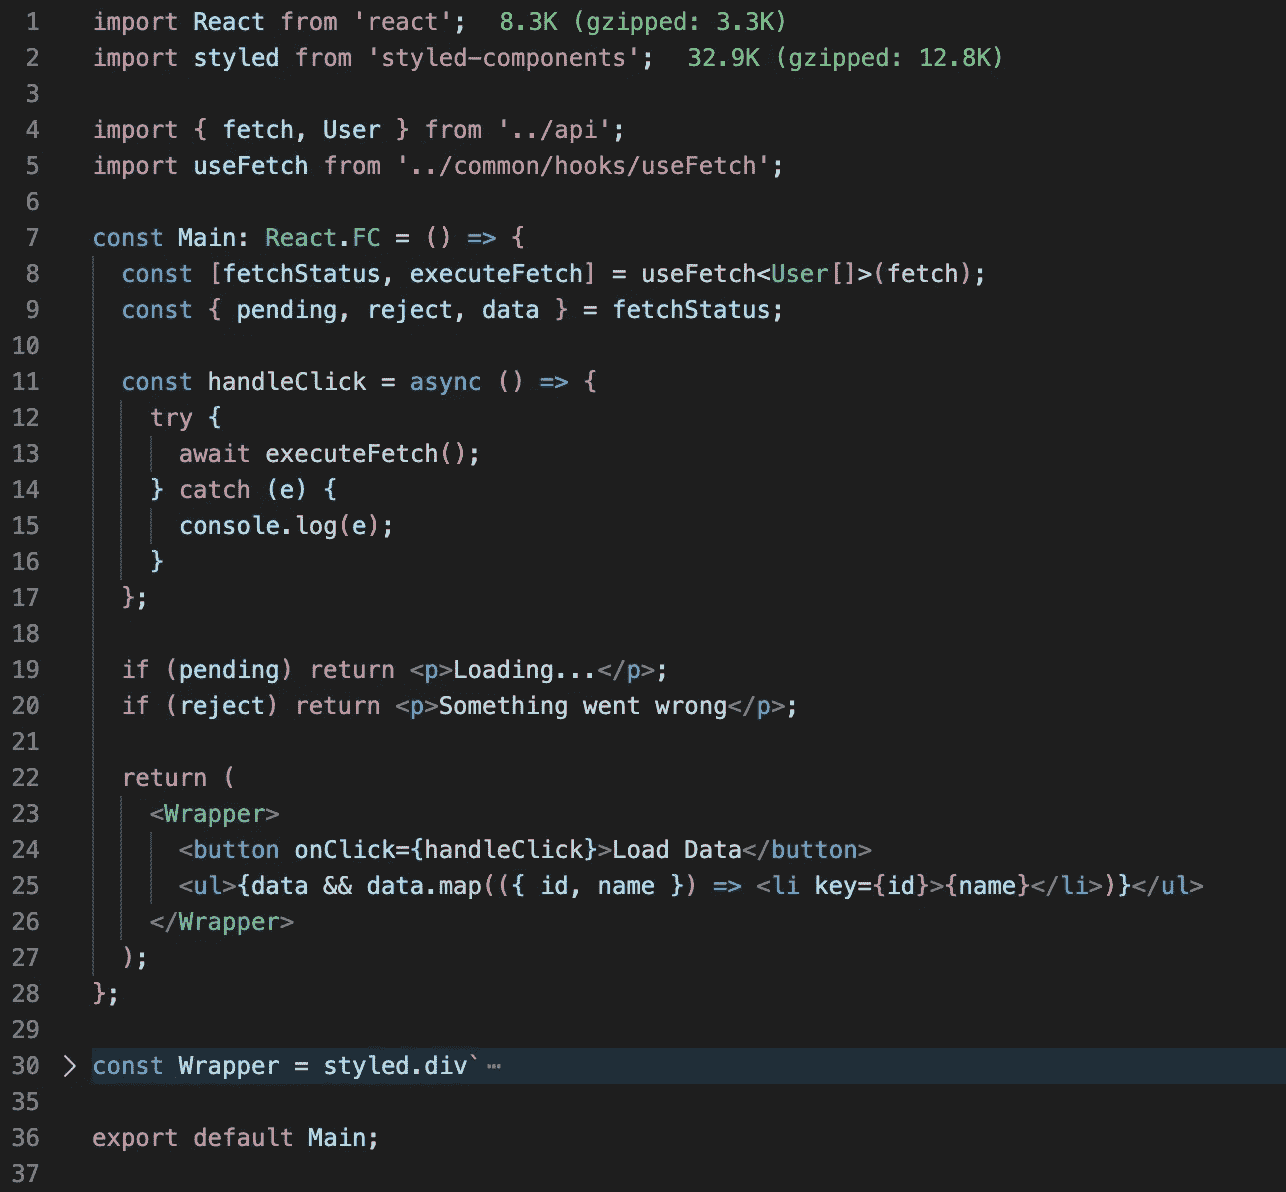 1 import React from 'react'; 8.3K (gzipped: 3.3K)
2 import styled from 'styled-components'; 32.9K (gzipped: 12.8K)
3
4 import { fetch, User } from '../api';
5 import useFetch from '../common/hooks/useFetch';
6
7 const Main: React.FC = () => {
8   const [fetchStatus, executeFetch] = useFetch<User[]>(fetch);
9   const { pending, reject, data } = fetchStatus;
10
11   const handleClick = async () => {
12     try {
13       await executeFetch();
14     } catch (e) {
15       console.log(e);
16     }
17   };
18
19   if (pending) return <p>Loading...</p>;
20   if (reject) return <p>Something went wrong</p>;
21
22   return (
23     <Wrapper>
24       <button onClick={handleClick}>Load Data</button>
25       <ul>{data && data.map(({ id, name }) => <li key={id}>{name}</li>)}</ul>
26     </Wrapper>
27   );
28 };
29
30 const Wrapper = styled.div` ⋯
35
36 export default Main;
37